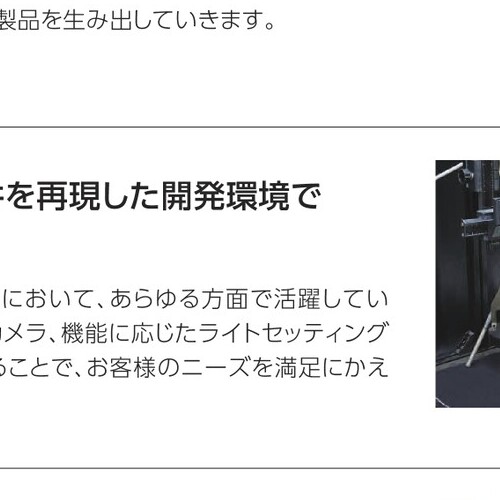 製品を生み出していきます。
を再現した開発環境で
において、あらゆる方面で活躍してい
メラ、機能に応じたライトセッティング
ることで、お客様のニーズを満足にかえ